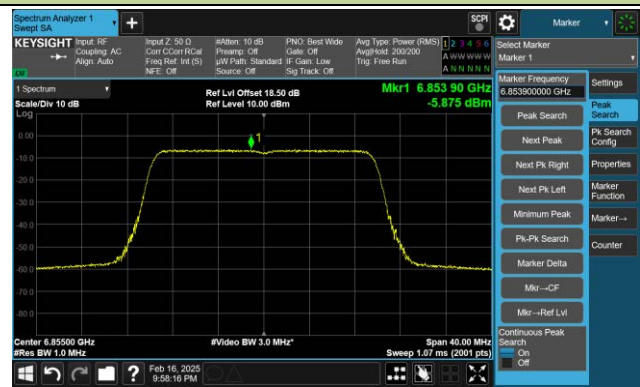 Spectrum Analyzer 1
Swept SA
SCPI
Marker
KEYSIGHT
Input: RF
Coupling: AC
Align: Auto
Input Z: 50 Ω
Corr CCorr RCal
Freq Ref: Int (S)
NFE: Off
#Atten: 10 dB
Preamp: Off
µW Path: Standard
Source: Off
PNO: Best Wide
Gate: Off
IF Gain: Low
Sig Track: Off
Avg Type: Power (RMS)
Avg|Hold: 200/200
Trig: Free Run
1 2 3 4 5 6
A W W W W W
A N N N N N
Select Marker
Marker 1
1 Spectrum
Scale/Div 10 dB
Log
Ref Lvl Offset 18.50 dB
Ref Level 10.00 dBm
Mkr1 6.853 90 GHz
-5.875 dBm
1
0.00
-10.0
-20.0
-30.0
-40.0
-50.0
-60.0
-70.0
-80.0
Center 6.85500 GHz
#Res BW 1.0 MHz
#Video BW 3.0 MHz*
Span 40.00 MHz
Sweep 1.07 ms (2001 pts)
Marker Frequency
6.853900000 GHz
Peak Search
Next Peak
Next Pk Right
Next Pk Left
Minimum Peak
Pk-Pk Search
Marker Delta
Mkr→CF
Mkr→Ref Lvl
Continuous Peak
Search
On
Off
Settings
Peak
Search
Pk Search
Config
Properties
Marker
Function
Marker→
Counter
?
Feb 16, 2025
9:58:16 PM